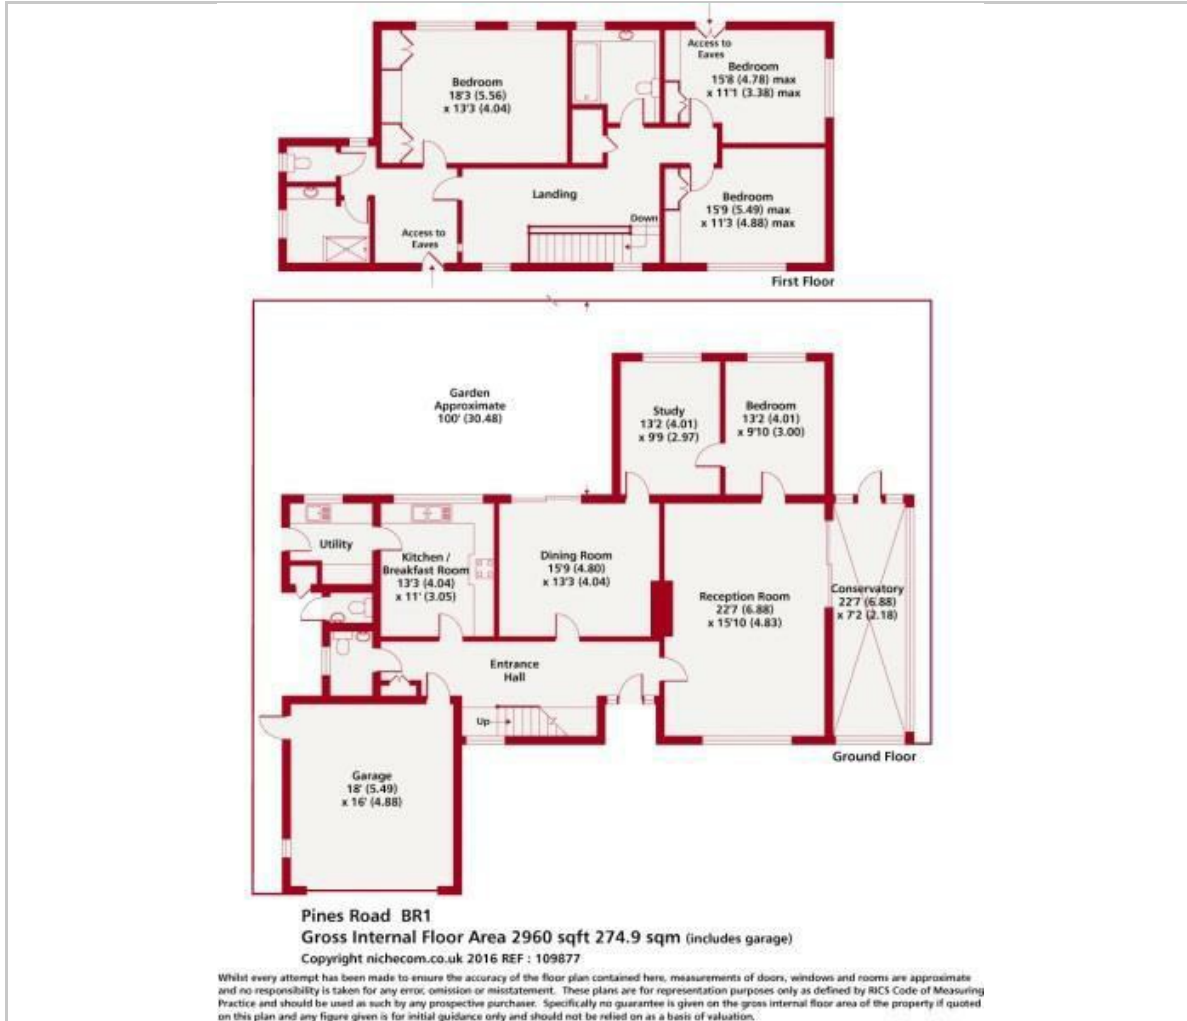 Access to
Eaves
Bedroom
15'8 (4.78) max
x 11'1 (3.38) max
Bedroom
18'3 (5.56)
x 13'3 (4.04)
Landing
Bedroom
15'9 (5.49) max
x 11'3 (4.88) max
Down
Access to
Eaves
First Floor
Garden
Approximate
100' (30.48)
Study
13'2 (4.01)
x 9'9 (2.97)
Bedroom
13'2 (4.01)
x 9'10 (3.00)
Utility
Kitchen /
Breakfast Room
13'3 (4.04)
x 11' (3.05)
Dining Room
15'9 (4.80)
x 13'3 (4.04)
Reception Room
22'7 (6.88)
x 15'10 (4.83)
Conservatory
22'7 (6.88)
x 7'2 (2.18)
Entrance
Hall
Up
Ground Floor
Garage
18' (5.49)
x 16' (4.88)
Pines Road BR1
Gross Internal Floor Area 2960 sqft 274.9 sqm (includes garage)
Copyright nichecom.co.uk 2016 REF : 109877
Whilst every attempt has been made to ensure the accuracy of the floor plan contained here, measurements of doors, windows and rooms are approximate
and no responsibility is taken for any error, omission or misstatement. These plans are for representation purposes only as defined by RICS Code of Measuring
Practice and should be used as such by any prospective purchaser. Specifically no guarantee is given on the gross internal floor area of the property if quoted
on this plan and any figure given is for initial guidance only and should not be relied on as a basis of valuation.